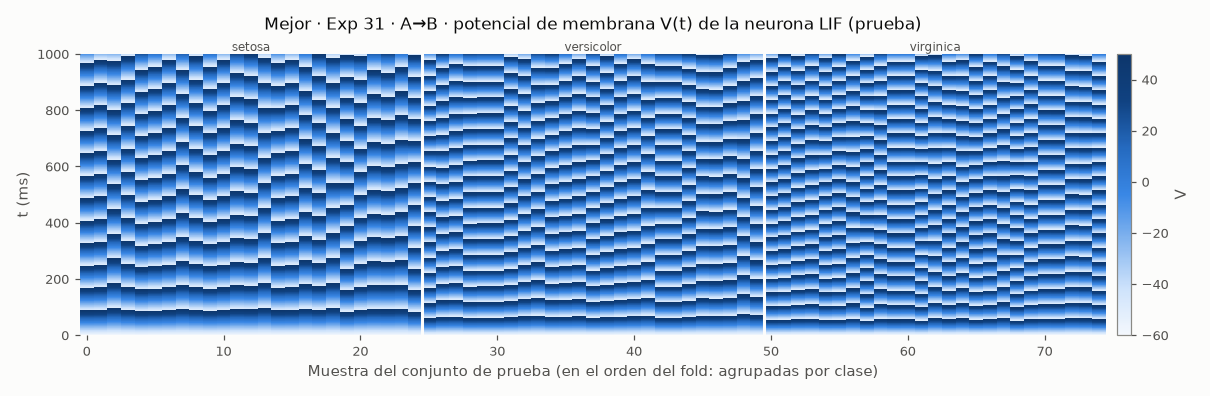 Mejor · Exp 31 · A→B · potencial de membrana V(t) de la neurona LIF (prueba)
setosa versicolor virginica
1000
800
600
400
200
0
t (ms)
0 10 20 30 40 50 60 70
Muestra del conjunto de prueba (en el orden del fold: agrupadas por clase)
40
20
0
−20
−40
−60
V